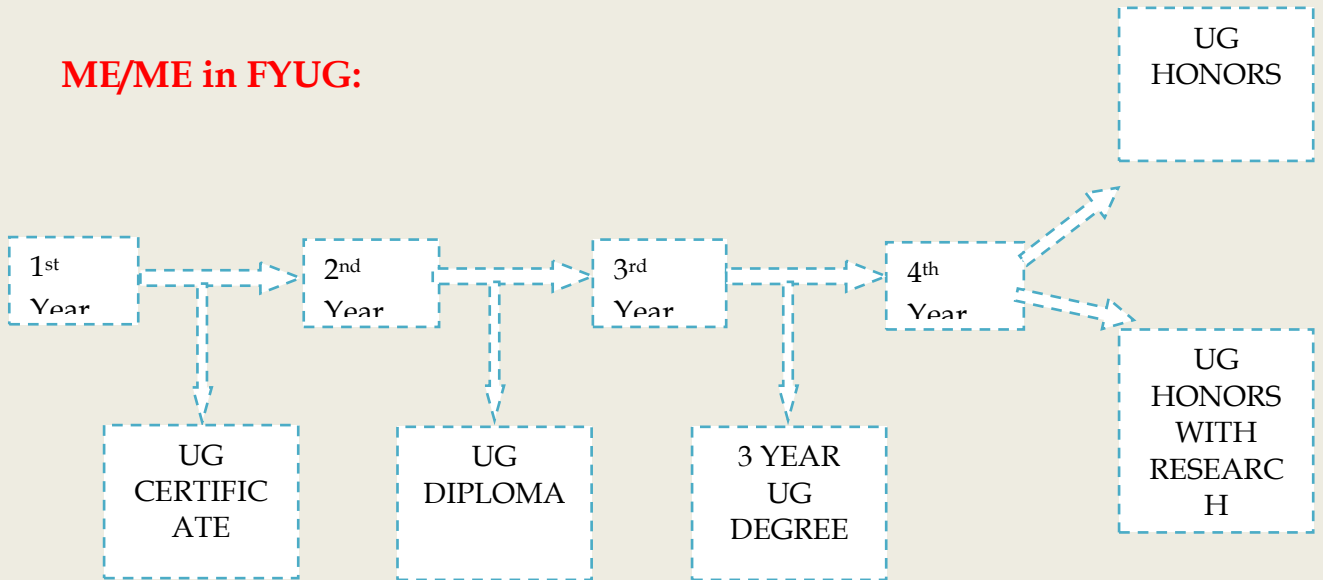 ME/ME in FYUG:
UG
HONORS
1st
Year
2nd
Year
3rd
Year
4th
Year
UG
CERTIFIC
ATE
UG
DIPLOMA
3 YEAR
UG
DEGREE
UG
HONORS
WITH
RESEARC
H